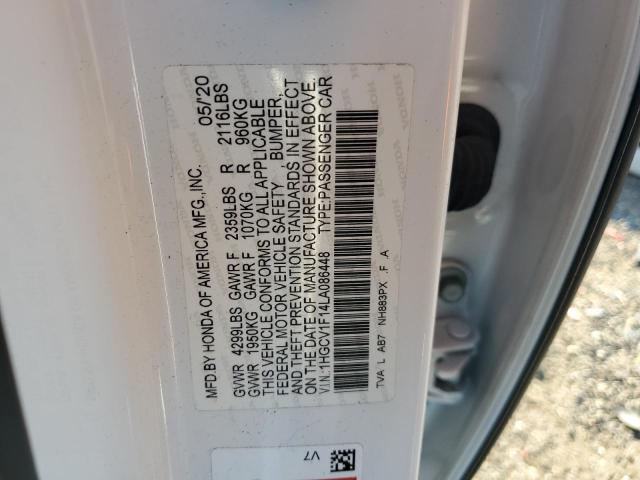 MFD.BY HONDA OF AMERICA MFG.,INC. 05/'20
GVWR 4299LBS GAWR F 2359LBS R 2116LBS
GVWR 1950KG GAWR F 1070KG R 960KG
THIS VEHICLE CONFORMS TO ALL APPLICABLE
FEDERAL MOTOR VEHICLE SAFETY BUMPER,
AND THEFT PREVENTION STANDARDS IN EFFECT
ON THE DATE OF MANUFACTURE SHOWN ABOVE.
V.I.N.:1HGCV1F14LA086448 TYPE:PASSENGER CAR
TVA L AB7 NH883PX F A
V7